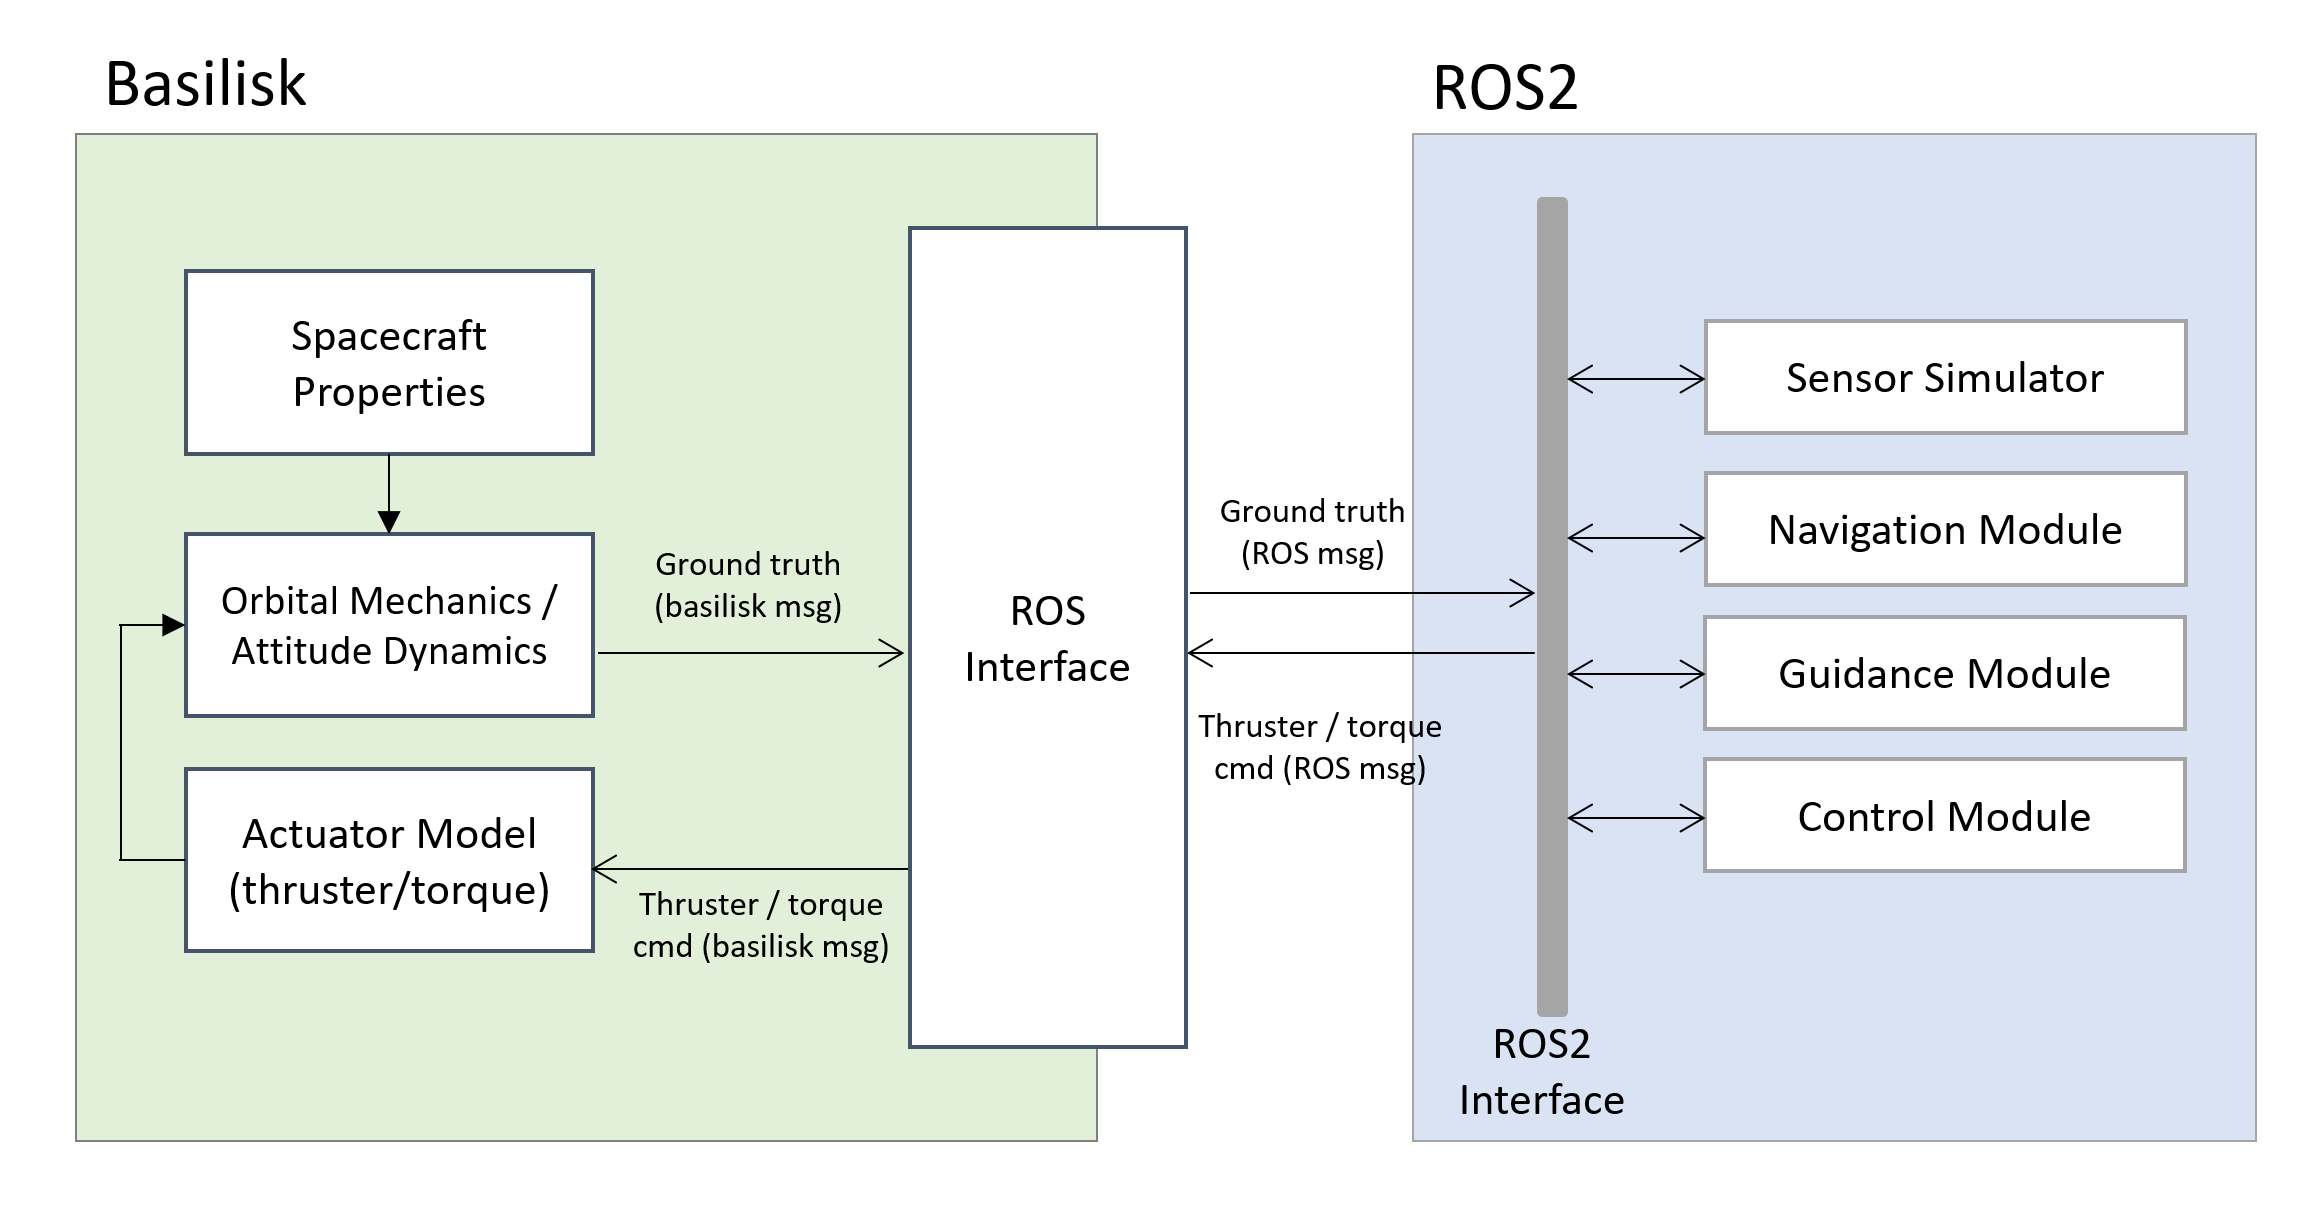 Basilisk
ROS2
Spacecraft
Properties
Orbital Mechanics /
Attitude Dynamics
Actuator Model
(thruster/torque)
Ground truth
(basilisk msg)
Thruster / torque
cmd (basilisk msg)
ROS
Interface
Ground truth
(ROS msg)
Thruster / torque
cmd (ROS msg)
Sensor Simulator
Navigation Module
Guidance Module
Control Module
ROS2
Interface